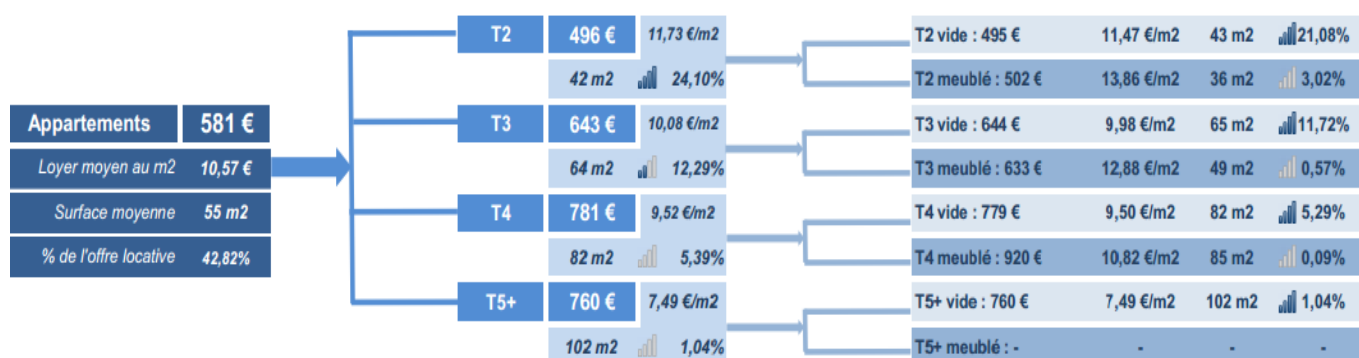 Appartements 581 €
Loyer moyen au m2 10,57 €
Surface moyenne 55 m2
% de l'offre locative 42,82%
T2 496 € 11,73 €/m2
42 m2 24,10%
T3 643 € 10,08 €/m2
64 m2 12,29%
T4 781 € 9,52 €/m2
82 m2 5,39%
T5+ 760 € 7,49 €/m2
102 m2 1,04%
T2 vide : 495 € 11,47 €/m2 43 m2 21,08%
T2 meublé : 502 € 13,86 €/m2 36 m2 3,02%
T3 vide : 644 € 9,98 €/m2 65 m2 11,72%
T3 meublé : 633 € 12,88 €/m2 49 m2 0,57%
T4 vide : 779 € 9,50 €/m2 82 m2 5,29%
T4 meublé : 920 € 10,82 €/m2 85 m2 0,09%
T5+ vide : 760 € 7,49 €/m2 102 m2 1,04%
T5+ meublé : - - - -